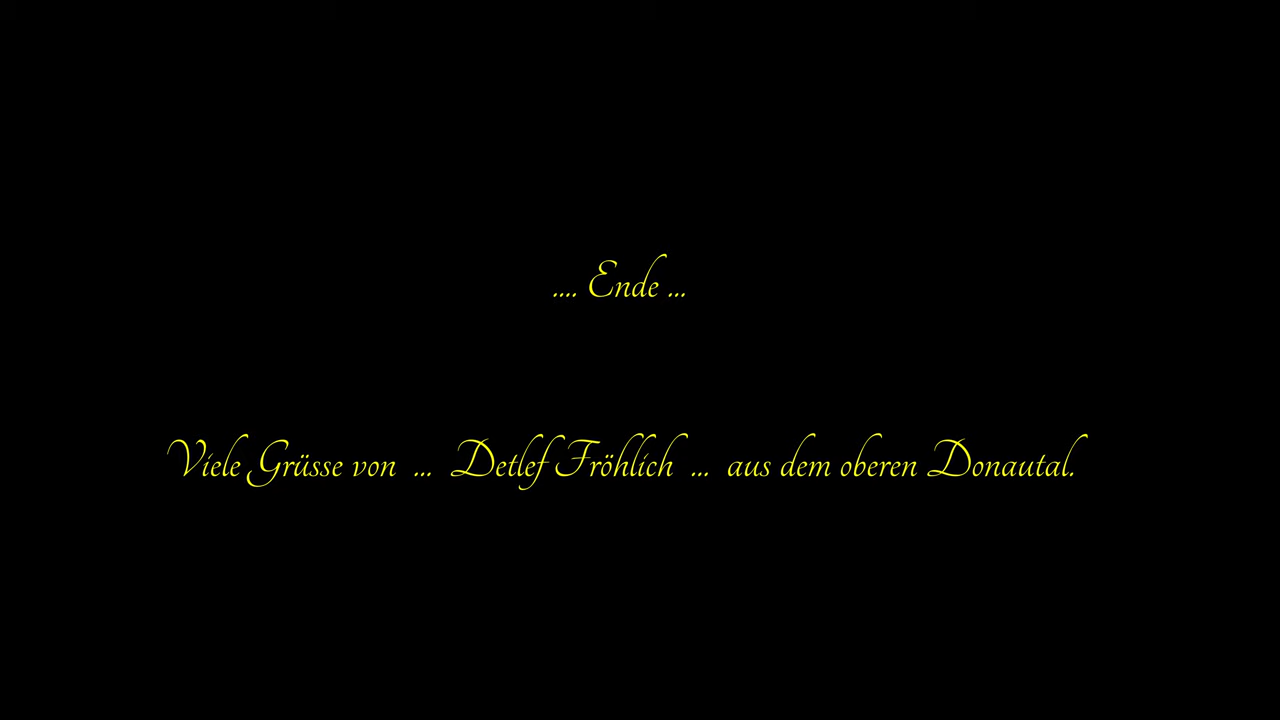 .... Ende ...
Viele Grüsse von ... Detlef Fröhlich ... aus dem oberen Donautal.